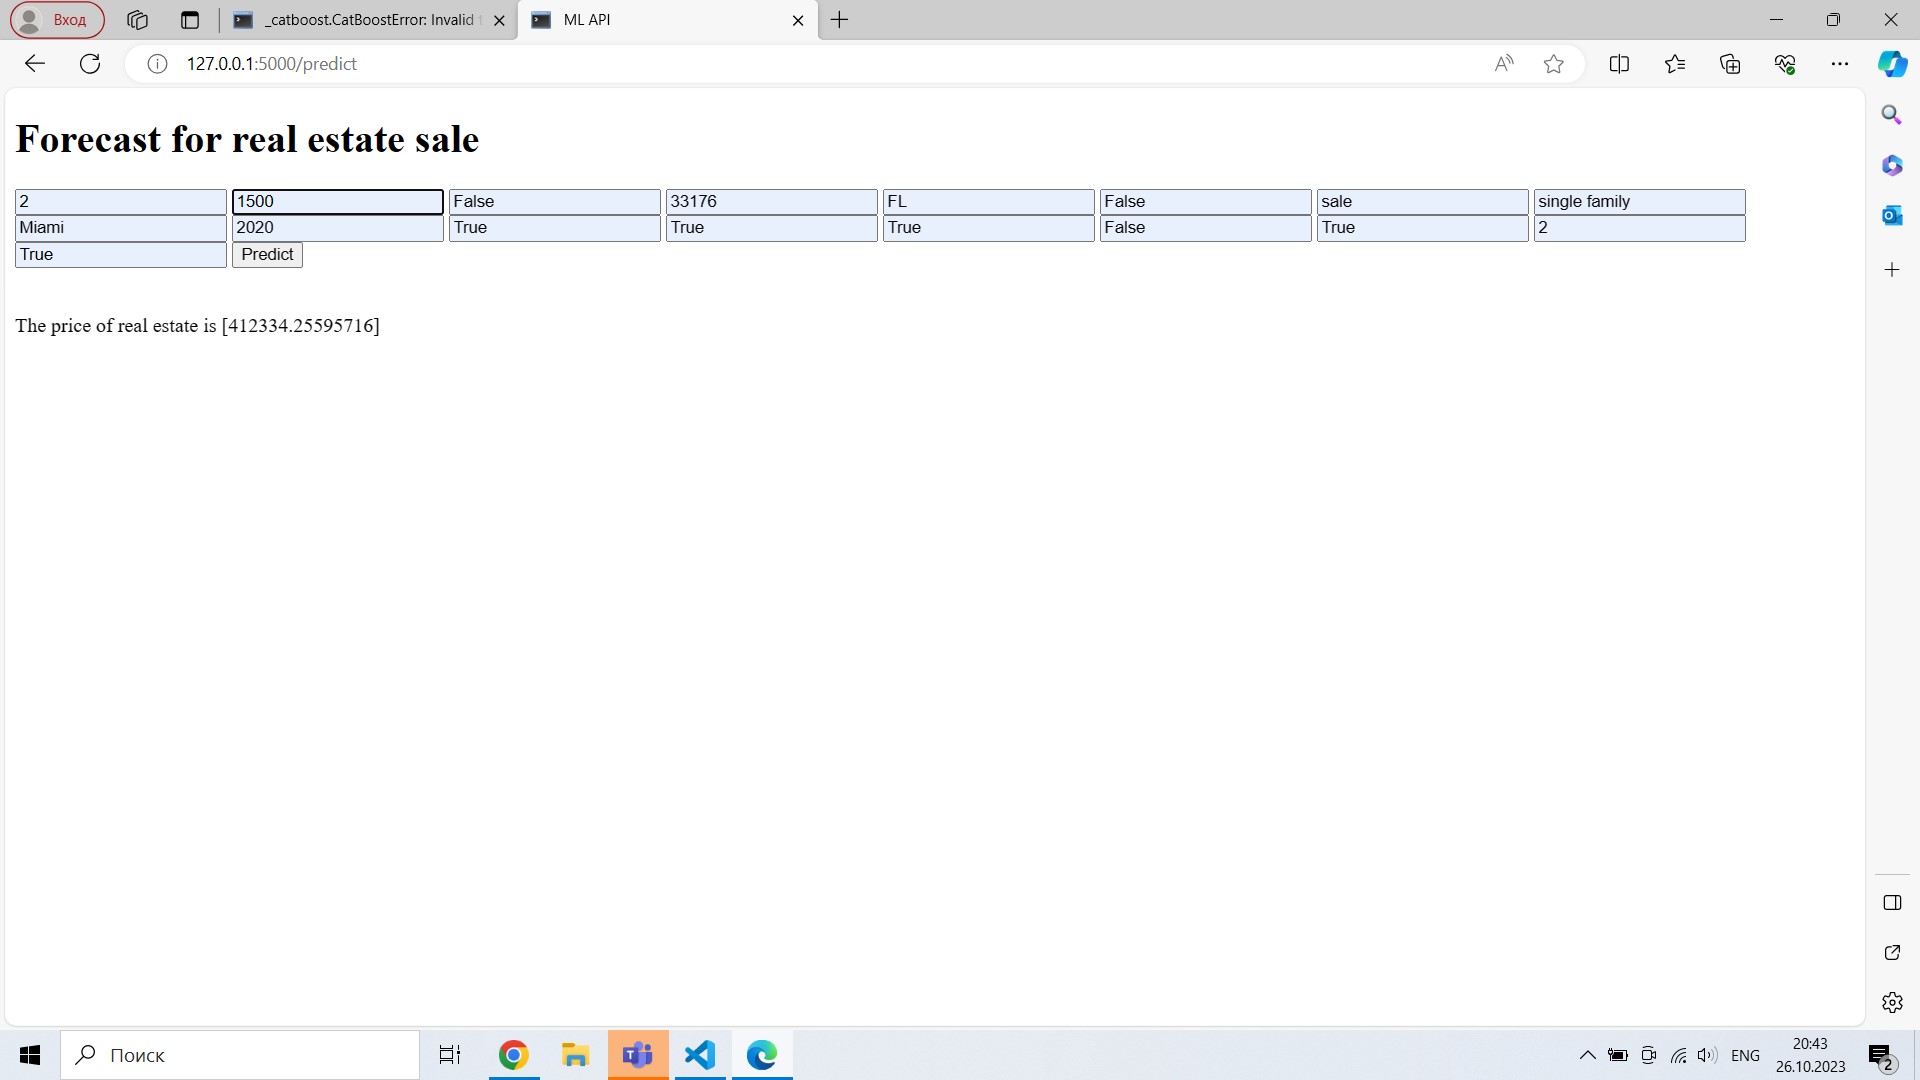 Вход
_catboost.CatBoostError: Invalid
ML API
127.0.0.1:5000/predict
Forecast for real estate sale
2 1500 False 33176 FL False sale single family
Miami 2020 True True True False True 2
True Predict
The price of real estate is [412334.25595716]
Поиск
ENG
20:43
26.10.2023
2